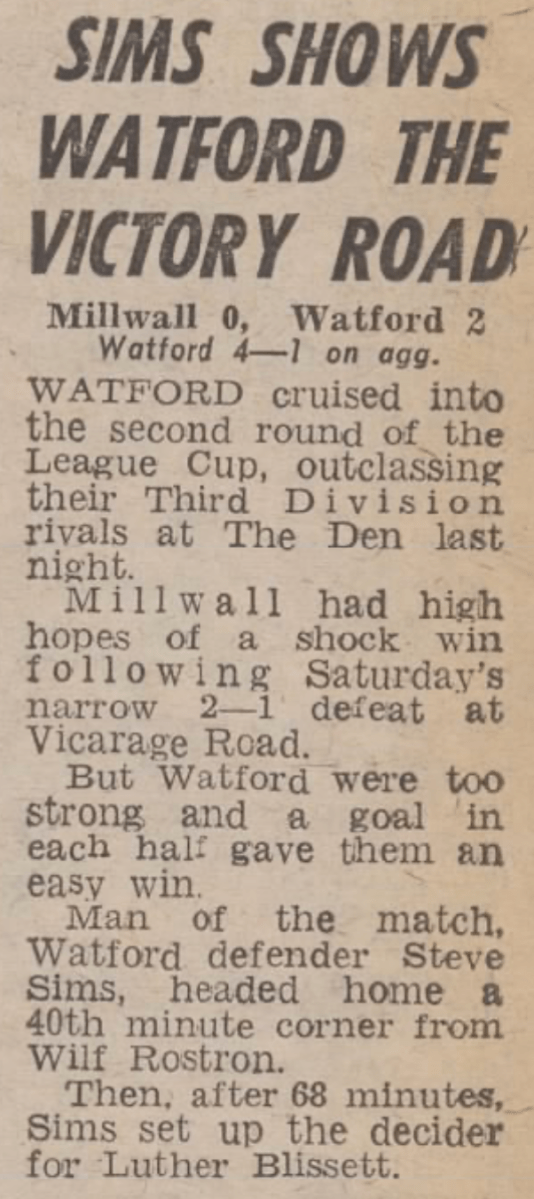 SIMS SHOWS
WATFORD THE
VICTORY ROAD
Millwall 0, Watford 2
Watford 4—1 on agg.
WATFORD cruised into
the second round of the
League Cup, outclassing
their Third Division
rivals at The Den last
night.
Millwall had high
hopes of a shock win
following Saturday's
narrow 2—1 defeat at
Vicarage Road.
But Watford were too
strong and a goal in
each half gave them an
easy win.
Man of the match,
Watford defender Steve
Sims, headed home a
40th minute corner from
Wilf Rostron.
Then, after 68 minutes,
Sims set up the decider
for Luther Blissett.